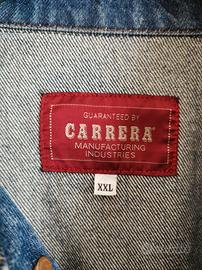 GUARANTEED BY
CARRERA®
MANUFACTURING
INDUSTRIES
XXL